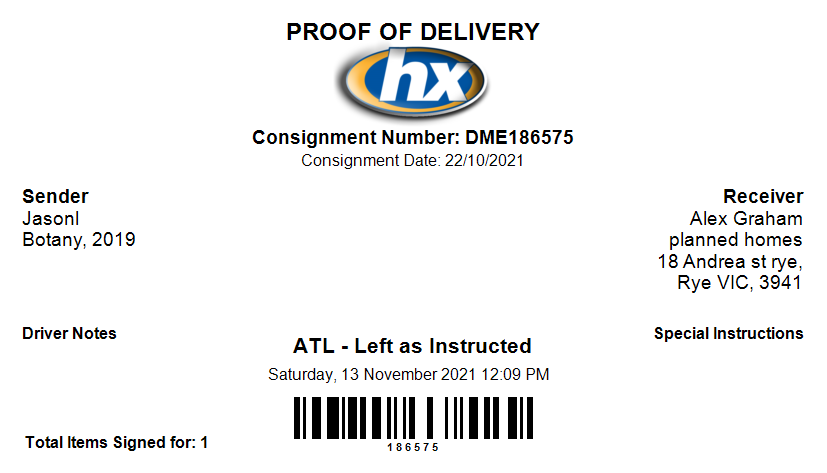 PROOF OF DELIVERY
hx
Consignment Number: DME186575
Consignment Date: 22/10/2021
Sender
Jasonl
Botany, 2019
Receiver
Alex Graham
planned homes
18 Andrea st rye,
Rye VIC, 3941
Driver Notes
Special Instructions
ATL - Left as Instructed
Saturday, 13 November 2021 12:09 PM
186575
Total Items Signed for: 1